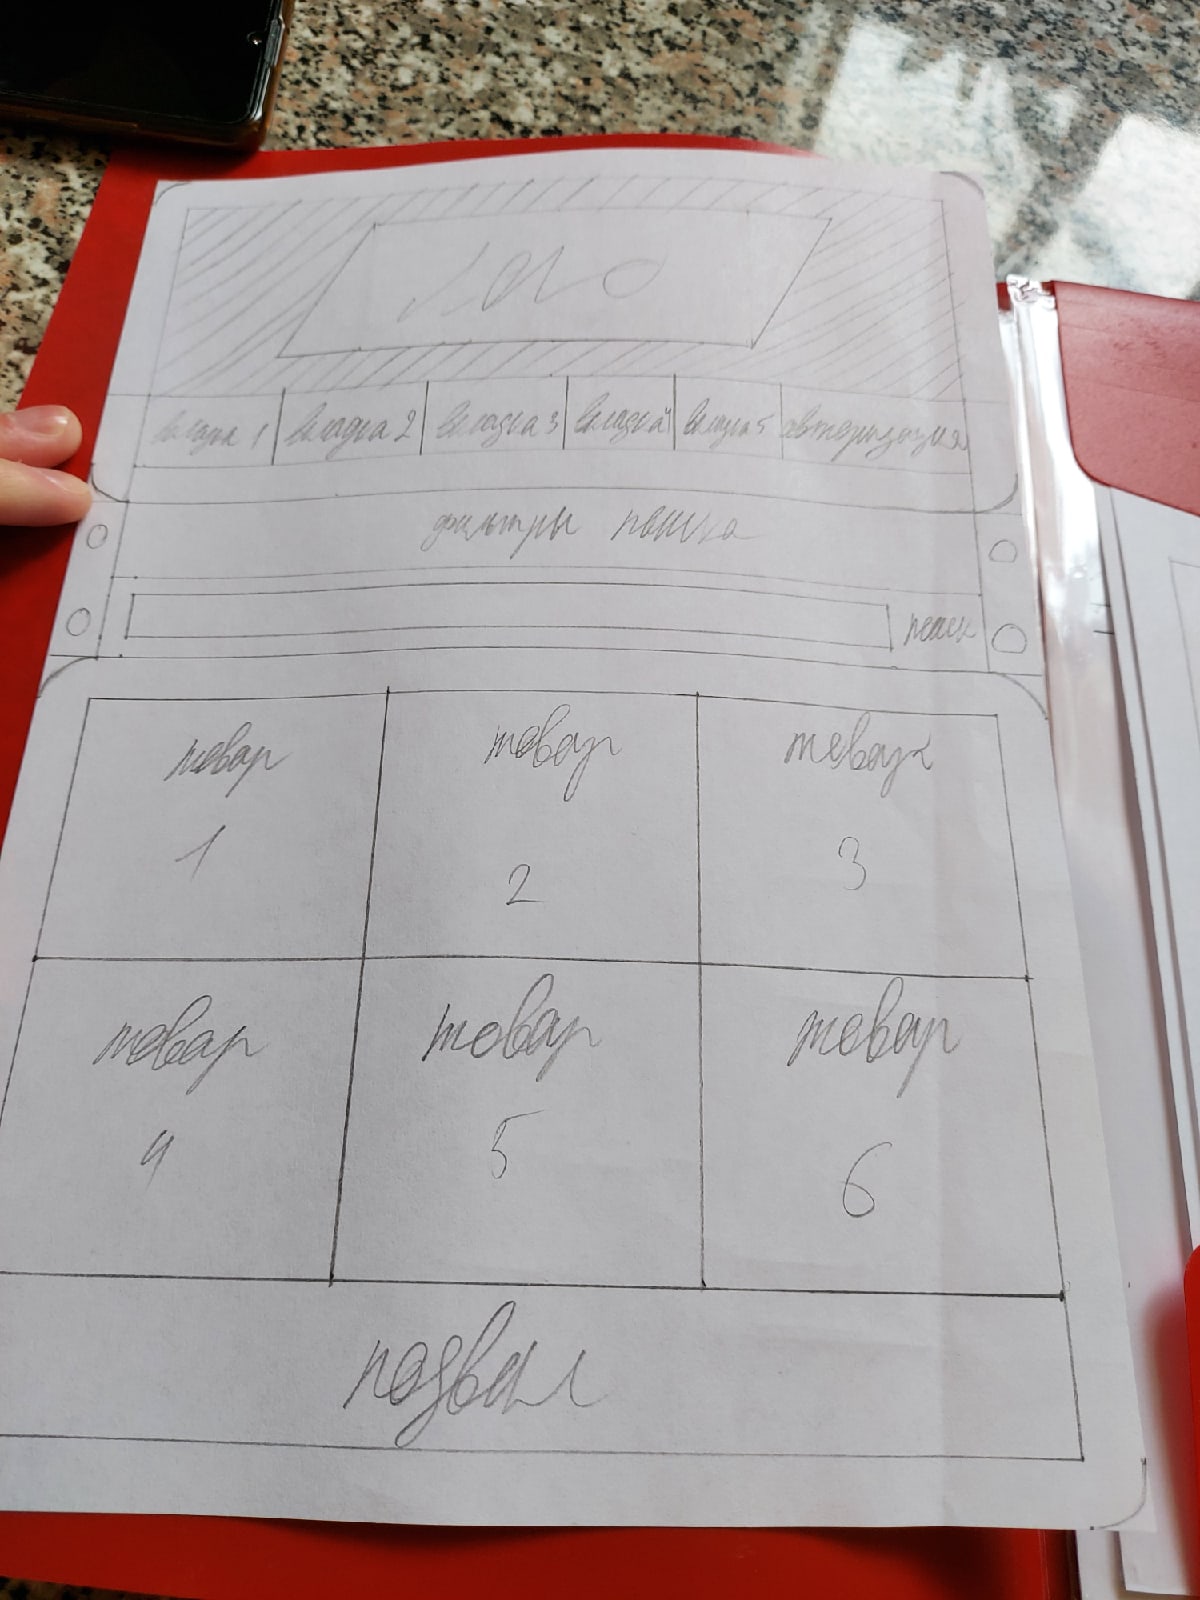 лого
вкладка 1 вкладка 2 вкладка 3 вкладка 4 вкладка 5 авторизация
фильтры поиска
поиск
товар товар товар
1 2 3
товар товар товар
4 5 6
подвал